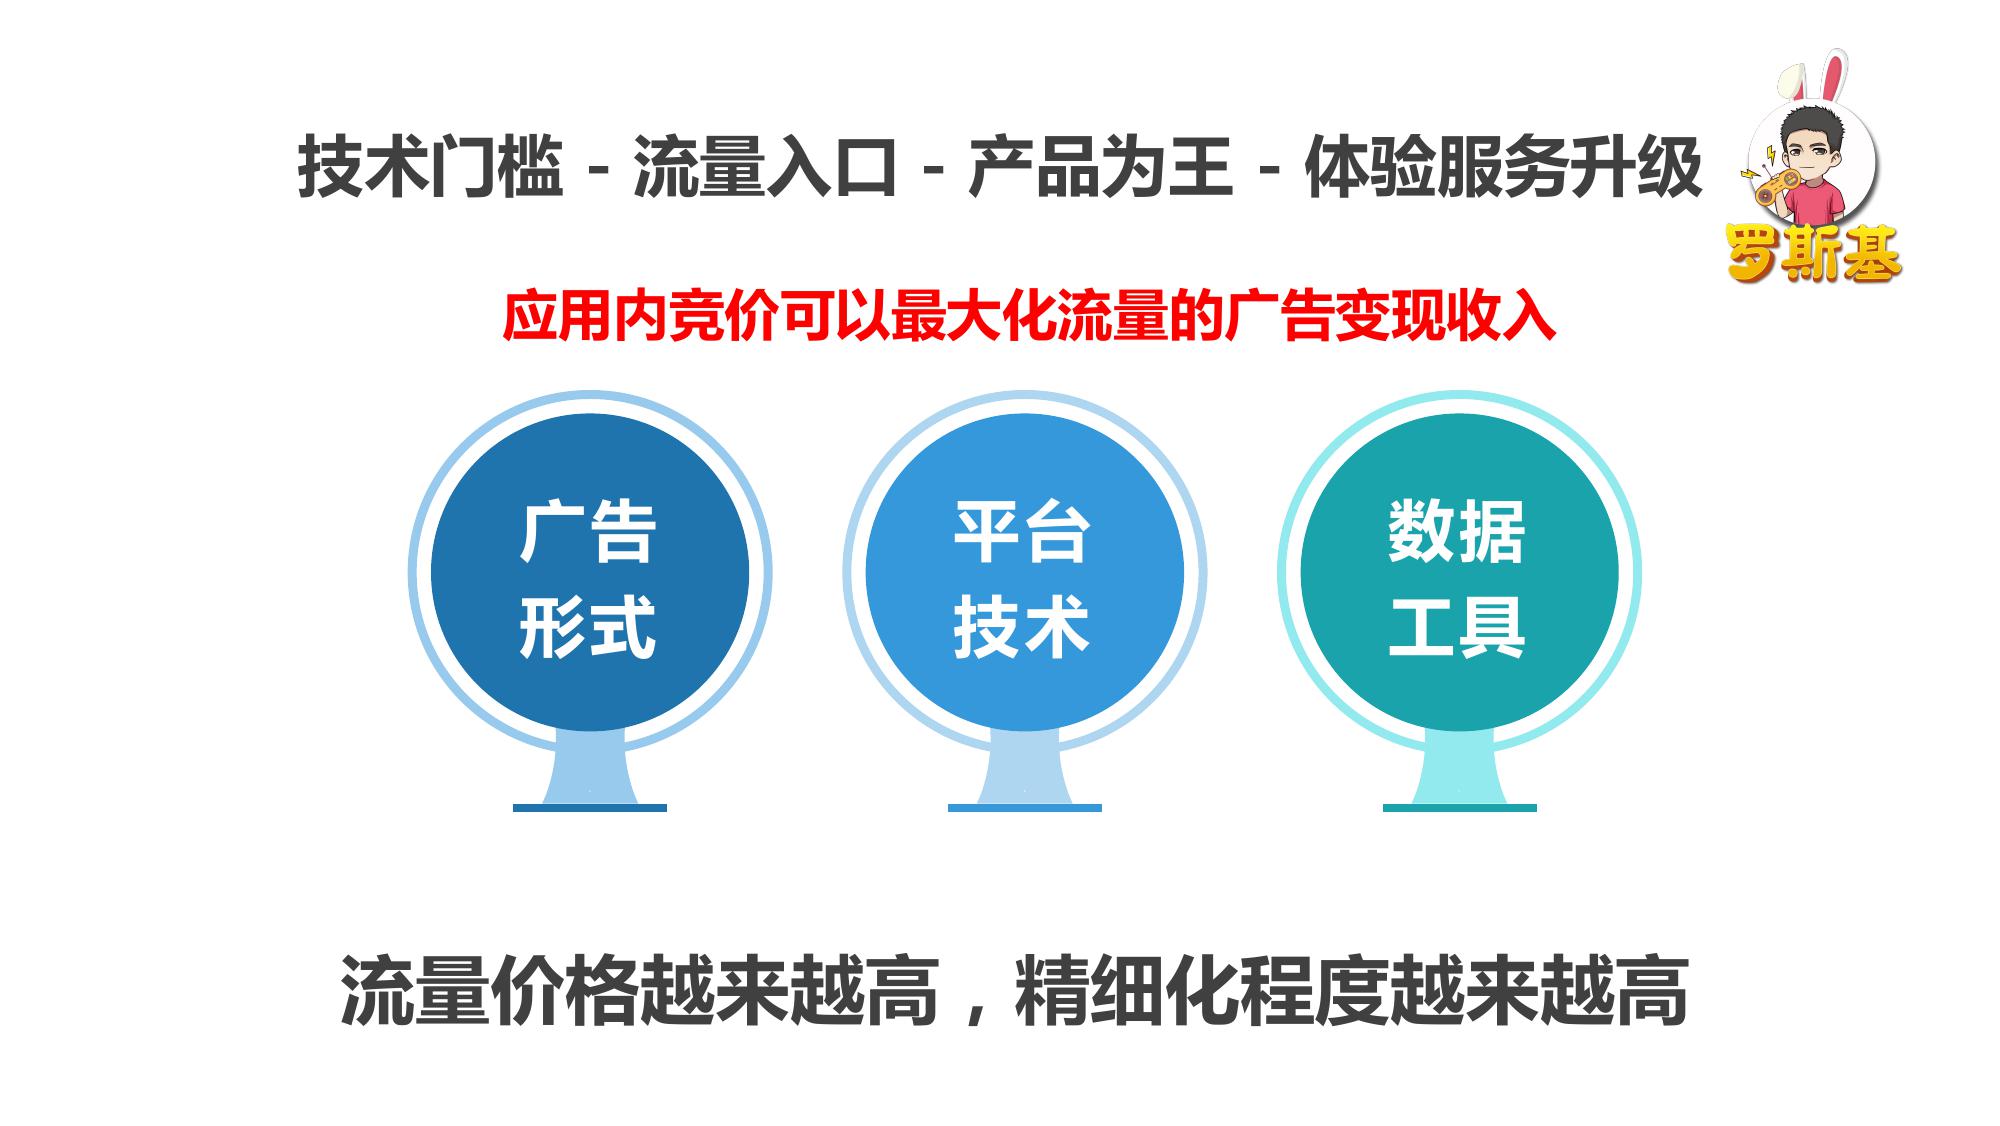 技术门槛 - 流量入口 - 产品为王 - 体验服务升级
罗斯基
应用内竞价可以最大化流量的广告变现收入
广告
形式
平台
技术
数据
工具
流量价格越来越高，精细化程度越来越高